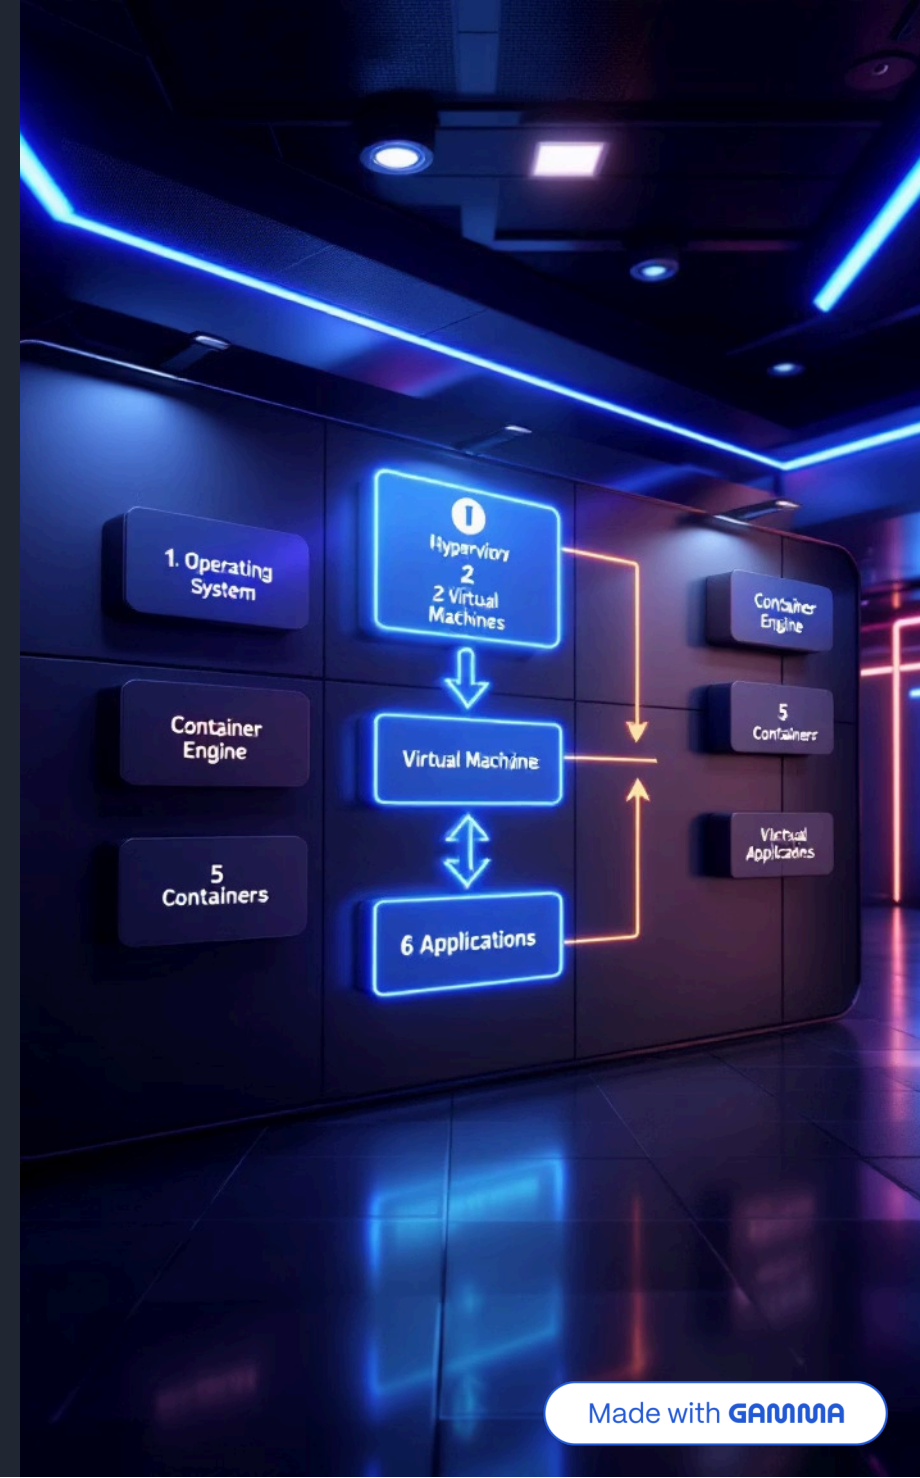 1. Operating
System
Container
Engine
5
Containers
2
2 Virtual
Machines
Virtual Machine
6 Applications
Container
Engine
5
Containers
Made with GAMMA